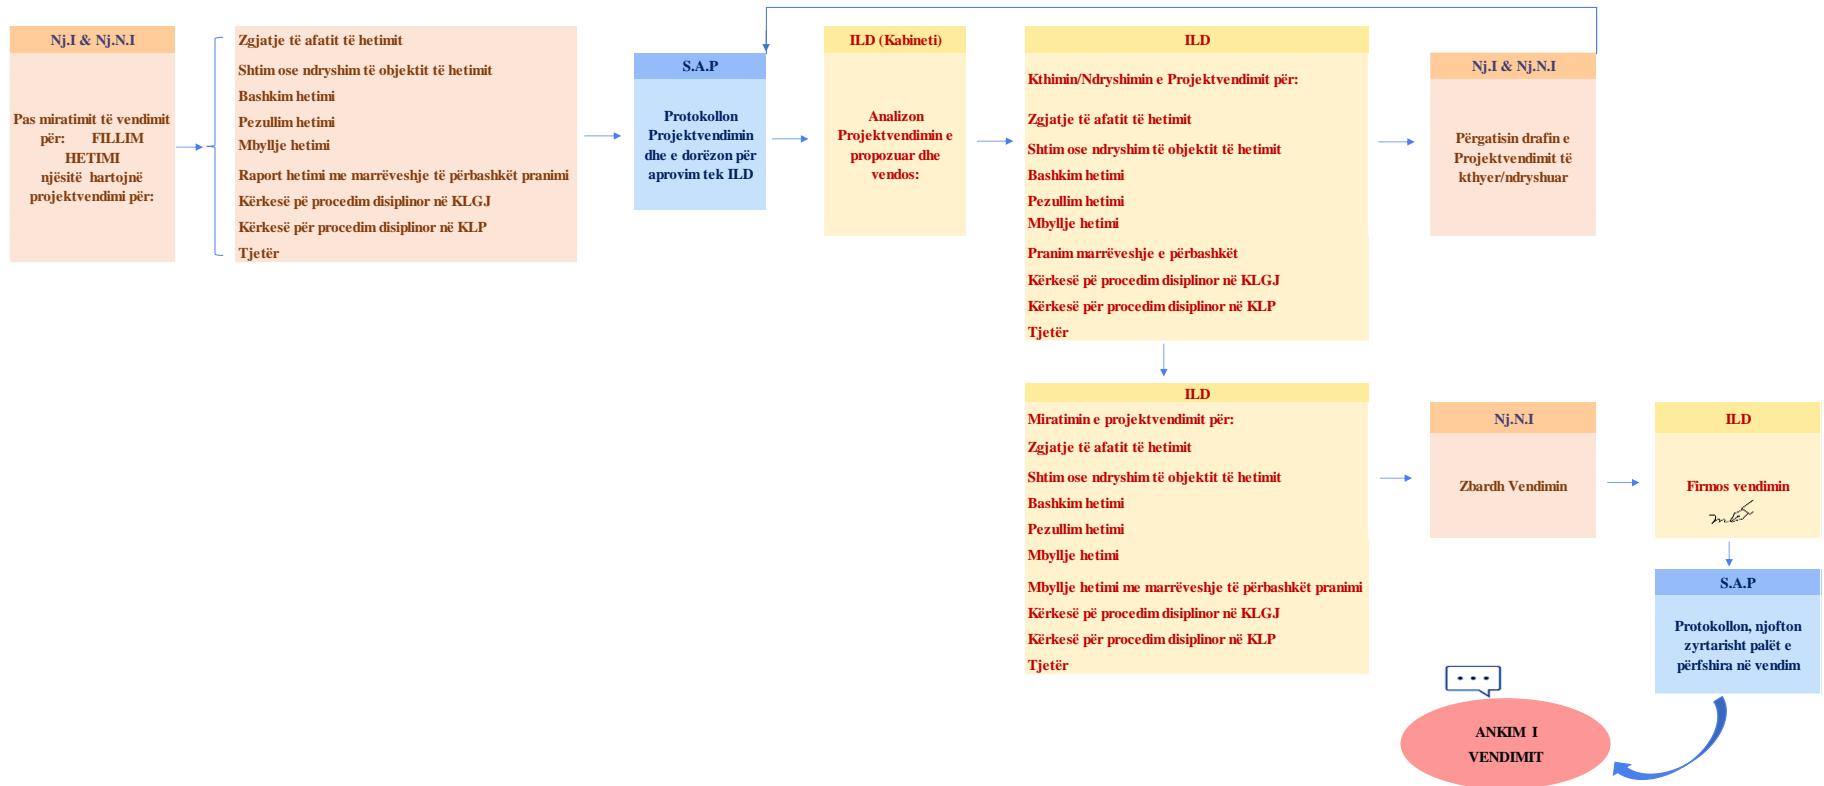 Nj.I & Nj.N.I
Pas miratimit të vendimit
për: FILLIM
HETIMI
njësitë hartojnë
projektvendimi për:
Zgjatje të afatit të hetimit
Shtim ose ndryshim të objektit të hetimit
Bashkim hetimi
Pezullim hetimi
Mbyllje hetimi
Raport hetimi me marrëveshje të përbashkët pranimi
Kërkesë pë procedim disiplinor në KLGJ
Kërkesë për procedim disiplinor në KLP
Tjetër
S.A.P
Protokollon
Projektvendimin
dhe e dorëzon për
aprovim tek ILD
ILD (Kabineti)
Analizon
Projektvendimin e
propozuar dhe
vendos:
ILD
Kthimin/Ndryshimin e Projektvendimit për:
Zgjatje të afatit të hetimit
Shtim ose ndryshim të objektit të hetimit
Bashkim hetimi
Pezullim hetimi
Mbyllje hetimi
Pranim marrëveshje e përbashkët
Kërkesë pë procedim disiplinor në KLGJ
Kërkesë për procedim disiplinor në KLP
Tjetër
Nj.I & Nj.N.I
Përgatisin drafin e
Projektvendimit të
kthyer/ndryshuar
ILD
Miratimin e projektvendimit për:
Zgjatje të afatit të hetimit
Shtim ose ndryshim të objektit të hetimit
Bashkim hetimi
Pezullim hetimi
Mbyllje hetimi
Mbyllje hetimi me marrëveshje të përbashkët pranimi
Kërkesë pë procedim disiplinor në KLGJ
Kërkesë për procedim disiplinor në KLP
Tjetër
Nj.N.I
Zbardh Vendimin
ILD
Firmos vendimin
S.A.P
Protokollon, njofton
zyrtarisht palët e
përfshira në vendim
ANKIM I
VENDIMIT